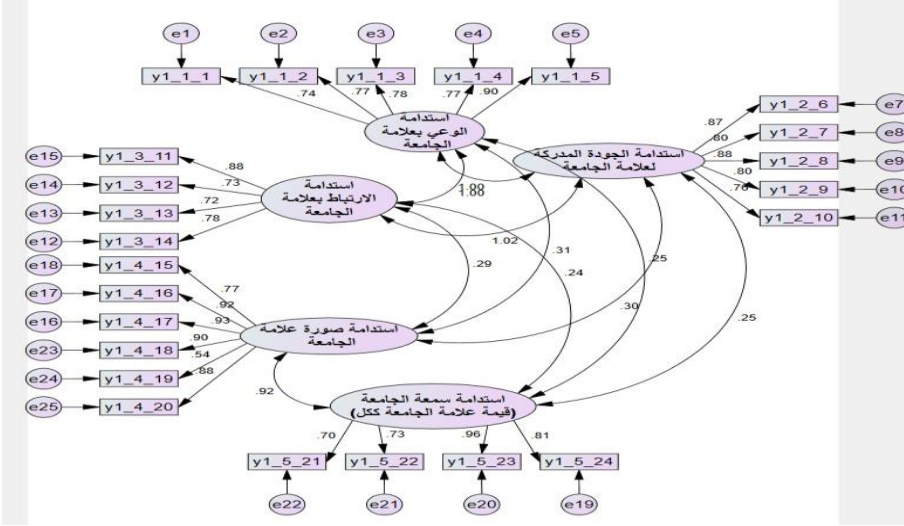 e1 e2 e3 e4 e5
y1_1_1 y1_1_2 y1_1_3 y1_1_4 y1_1_5
.74 .77 .78 .77 .90
استدامة
الوعي بعلامة
الجامعة
استدامة الجودة المدركة
لعلامة الجامعة
.87 y1_2_6 e7
.80 y1_2_7 e8
.88 y1_2_8 e9
.80 y1_2_9 e10
.76 y1_2_10 e11
e15 y1_3_11 .88
e14 y1_3_12 .73
e13 y1_3_13 .72
e12 y1_3_14 .78
استدامة
الارتباط بعلامة
الجامعة
1.00
1.02
.31
.25
.29
.24
.30
.25
e18 y1_4_15 .77
e17 y1_4_16 .92
e16 y1_4_17 .93
e23 y1_4_18 .90
e24 y1_4_19 .54
e25 y1_4_20 .88
استدامة صورة علامة
الجامعة
.92
استدامة سمعة الجامعة
(قيمة علامة الجامعة ككل)
.70 .73 .96 .81
y1_5_21 y1_5_22 y1_5_23 y1_5_24
e22 e21 e20 e19